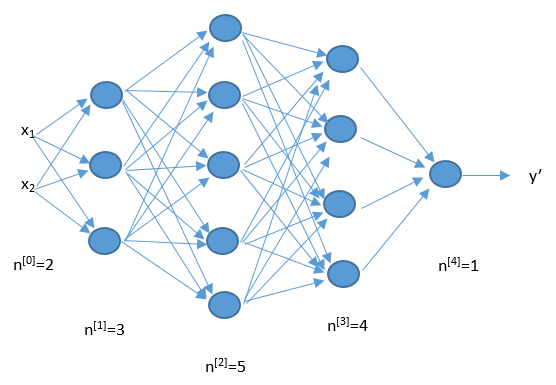 x₁
x₂
y’
n[0]=2
n[1]=3
n[2]=5
n[3]=4
n[4]=1